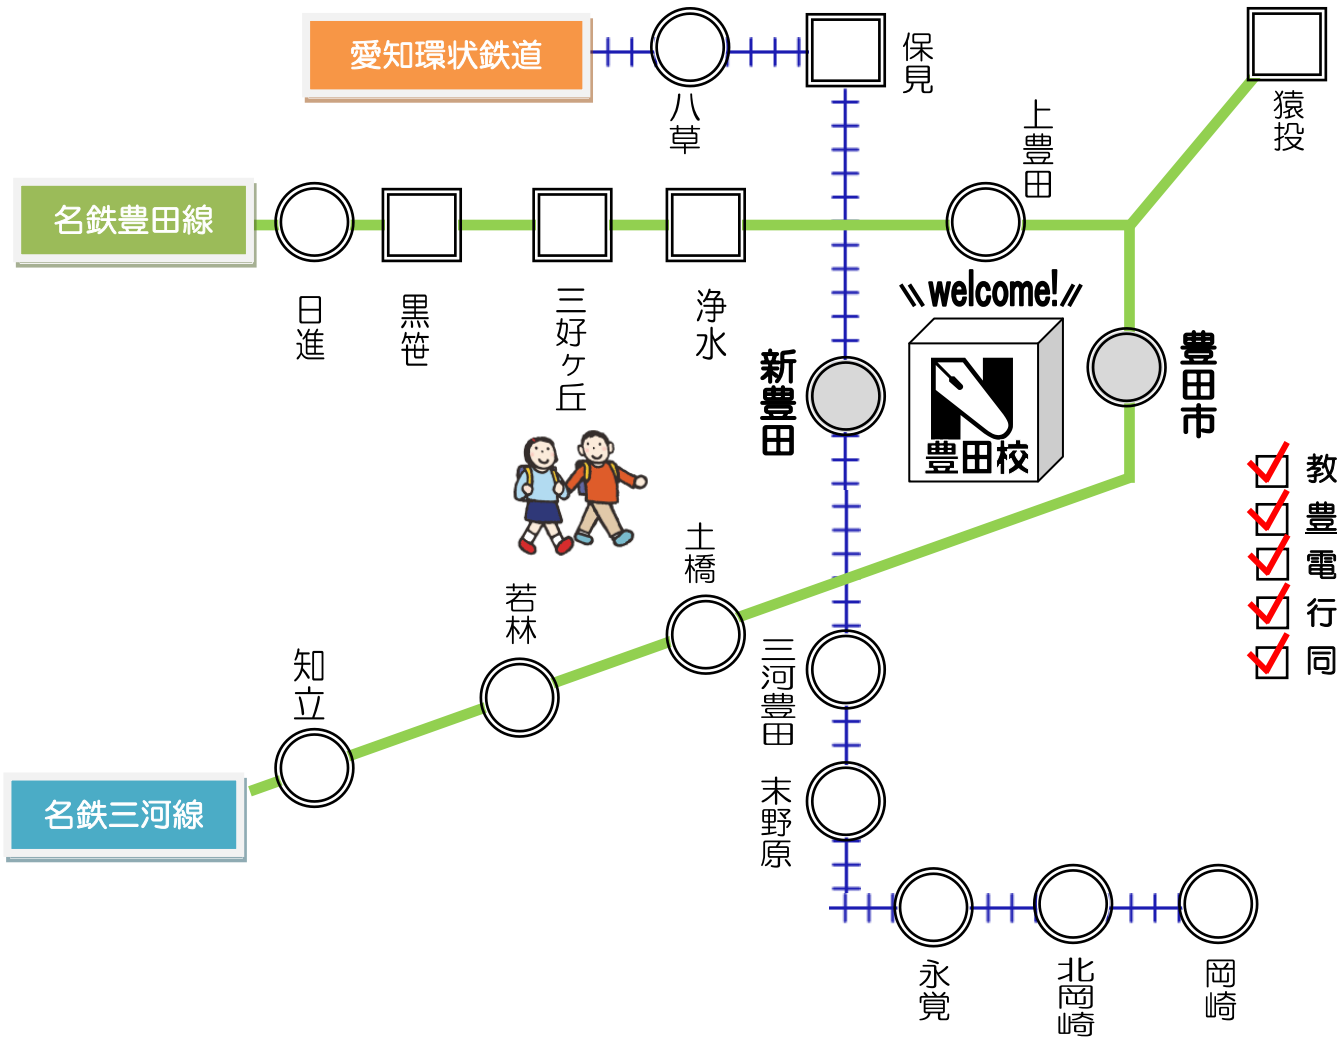 愛知環状鉄道
八草
保見
猿投
上豊田
名鉄豊田線
日進
黒笹
三好ヶ丘
浄水
\\ welcome! //
N
豊田校
新豊田
豊田市
教
豊
電
行
同
土橋
若林
知立
名鉄三河線
三河豊田
末野原
永覚
北岡崎
岡崎